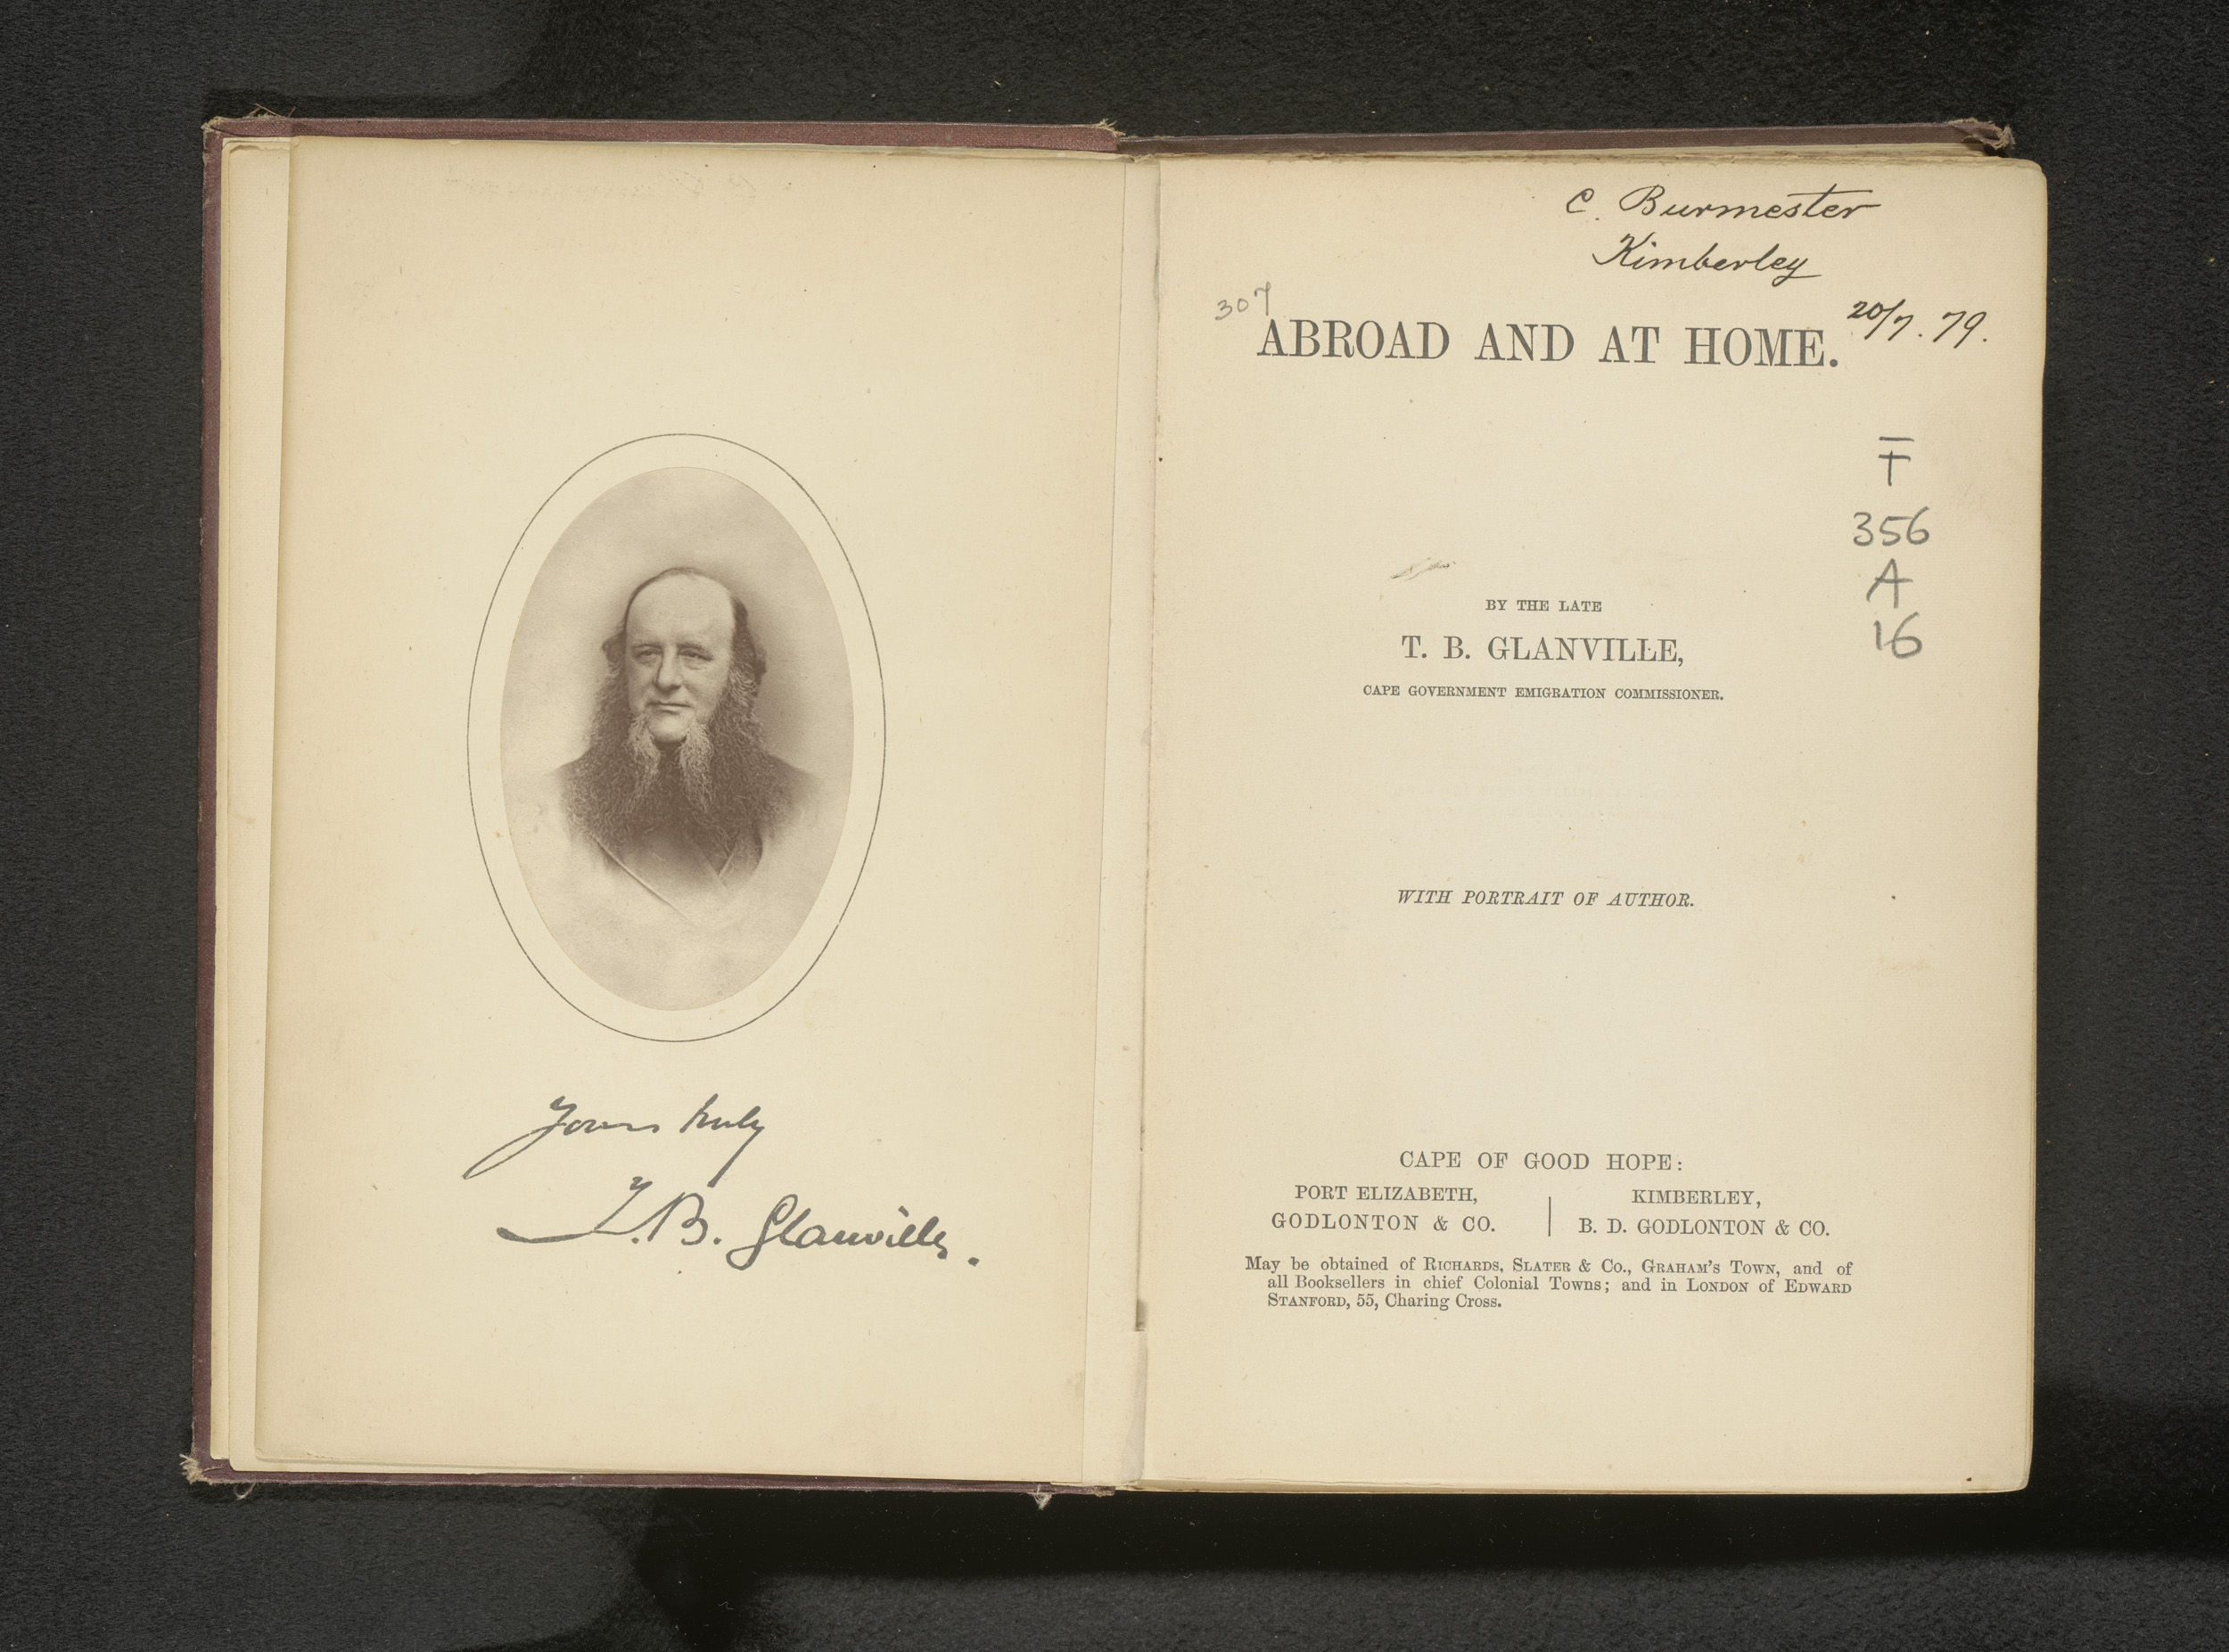 Yours truly
T. B. Glanville.
C. Burmester
Kimberley
20/7. 79.
307
ABROAD AND AT HOME.
T
356
A
16
BY THE LATE
T. B. GLANVILLE,
CAPE GOVERNMENT EMIGRATION COMMISSIONER.
WITH PORTRAIT OF AUTHOR.
CAPE OF GOOD HOPE:
PORT ELIZABETH,
GODLONTON & CO.
KIMBERLEY,
B. D. GODLONTON & CO.
May be obtained of RICHARDS, SLATER & Co., GRAHAM'S TOWN, and of
all Booksellers in chief Colonial Towns; and in LONDON of EDWARD
STANFORD, 55, Charing Cross.